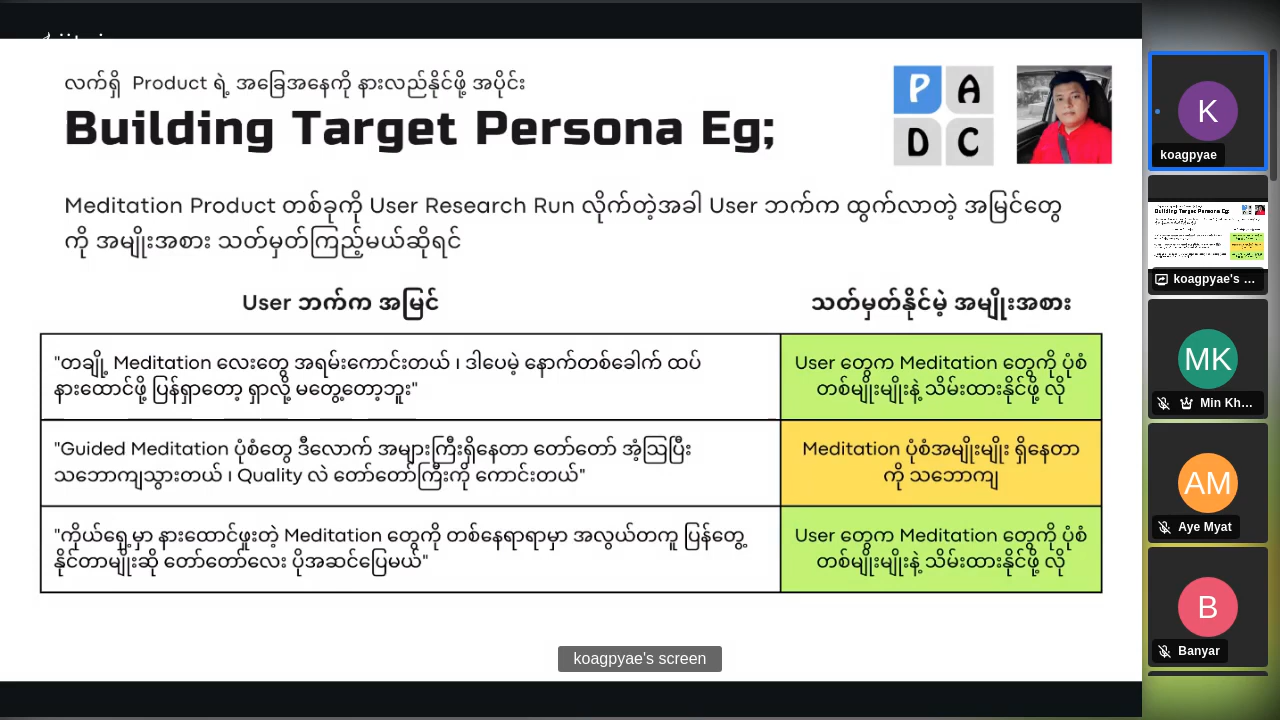 လက်ရှိ Product ရဲ့ အခြေအနေကို နားလည်နိုင်ဖို့ အပိုင်း
Building Target Persona Eg;
P A
D C
Meditation Product တစ်ခုကို User Research Run လိုက်တဲ့အခါ User ဘက်က ထွက်လာတဲ့ အမြင်တွေ
ကို အမျိုးအစား သတ်မှတ်ကြည့်မယ်ဆိုရင်
User ဘက်က အမြင်
သတ်မှတ်နိုင်မဲ့ အမျိုးအစား
"တချို့ Meditation လေးတွေ အရမ်းကောင်းတယ် ၊ ဒါပေမဲ့ နောက်တစ်ခေါက် ထပ်
နားထောင်ဖို့ ပြန်ရှာတော့ ရှာလို့ မတွေ့တော့ဘူး"
User တွေက Meditation တွေကို ပုံစံ
တစ်မျိုးမျိုးနဲ့ သိမ်းထားနိုင်ဖို့ လို
"Guided Meditation ပုံစံတွေ ဒီလောက် အများကြီးရှိနေတာ တော်တော် အံ့သြပြီး
သဘောကျသွားတယ် ၊ Quality လဲ တော်တော်ကြီးကို ကောင်းတယ်"
Meditation ပုံစံအမျိုးမျိုး ရှိနေတာ
ကို သဘောကျ
"ကိုယ်ရှေ့မှာ နားထောင်ဖူးတဲ့ Meditation တွေကို တစ်နေရာရာမှာ အလွယ်တကူ ပြန်တွေ့
နိုင်တာမျိုးဆို တော်တော်လေး ပိုအဆင်ပြေမယ်"
User တွေက Meditation တွေကို ပုံစံ
တစ်မျိုးမျိုးနဲ့ သိမ်းထားနိုင်ဖို့ လို
koagpyae's screen
K
koagpyae
Building Target Persona Eg;
koagpyae's ...
MK
Min Kh...
AM
Aye Myat
B
Banyar